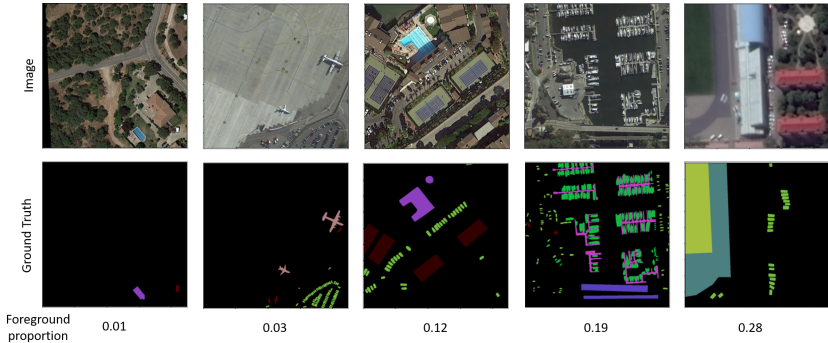 Image
Ground Truth
Foreground
proportion
0.01
0.03
0.12
0.19
0.28